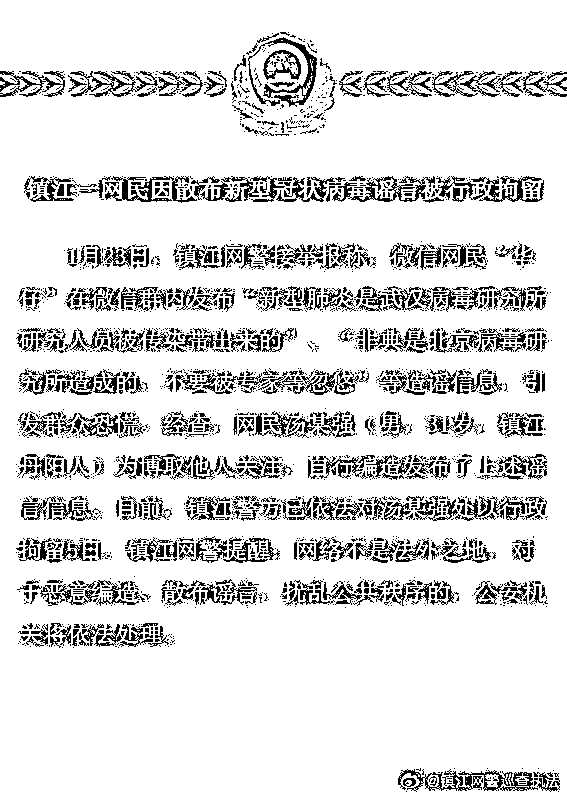 镇江一网民因散布新型冠状病毒谣言被行政拘留
1月23日，镇江网警接举报称，微信网民“华
仔”在微信群内发布“新型肺炎是武汉病毒研究所
研究人员被传染带出来的”、“非典是北京病毒研
究所造成的，不要被专家等忽悠”等造谣信息，引
发群众恐慌。经查，网民汤某强（男，31岁，镇江
丹阳人）为博取他人关注，自行编造发布了上述谣
言信息。目前，镇江警方已依法对汤某强处以行政
拘留5日。镇江网警提醒，网络不是法外之地，对
于恶意编造、散布谣言，扰乱公共秩序的，公安机
关将依法处理。
@镇江网警巡查执法